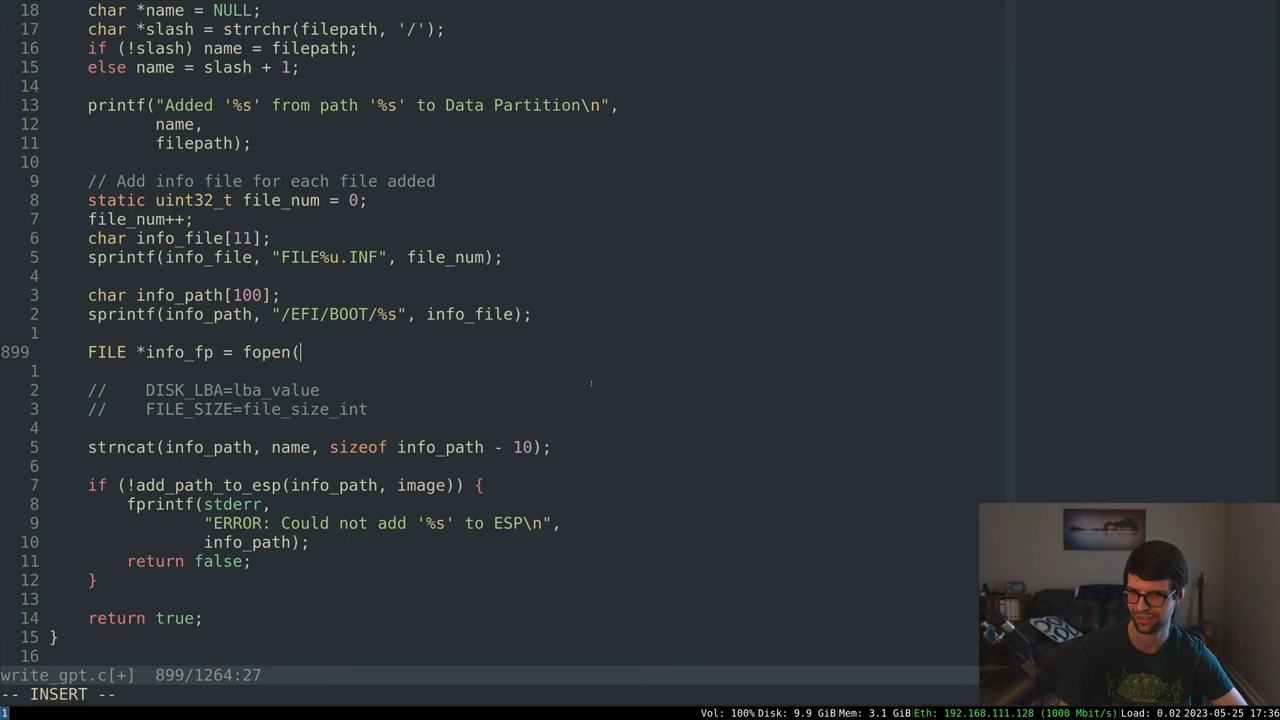 18     char *name = NULL;
17     char *slash = strrchr(filepath, '/');
16     if (!slash) name = filepath;
15     else name = slash + 1;
14
13     printf("Added '%s' from path '%s' to Data Partition\n",
12            name,
11            filepath);
10
9     // Add info file for each file added
8     static uint32_t file_num = 0;
7     file_num++;
6     char info_file[11];
5     sprintf(info_file, "FILE%u.INF", file_num);
4
3     char info_path[100];
2     sprintf(info_path, "/EFI/BOOT/%s", info_file);
1
899     FILE *info_fp = fopen(
1
2     //    DISK_LBA=lba_value
3     //    FILE_SIZE=file_size_int
4
5     strncat(info_path, name, sizeof info_path - 10);
6
7     if (!add_path_to_esp(info_path, image)) {
8         fprintf(stderr,
9                 "ERROR: Could not add '%s' to ESP\n",
10                 info_path);
11         return false;
12     }
13
14     return true;
15 }
16
write_gpt.c[+]  899/1264:27
-- INSERT --
1 Vol: 100% Disk: 9.9 GiB Mem: 3.1 GiB Eth: 192.168.111.128 (1000 Mbit/s) Load: 0.02 2023-05-25 17:36